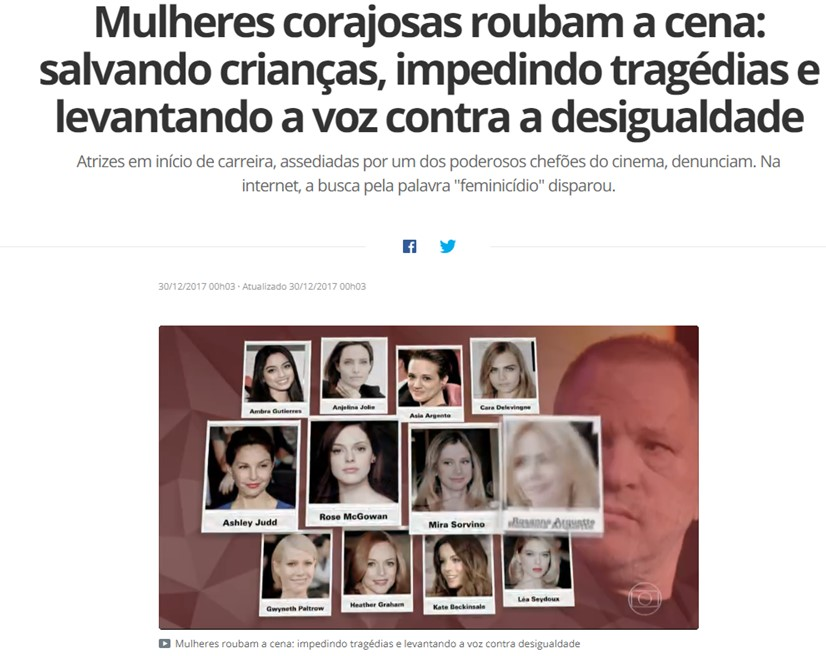 Mulheres corajosas roubam a cena:
salvando crianças, impedindo tragédias e
levantando a voz contra a desigualdade
Atrizes em início de carreira, assediadas por um dos poderosos chefões do cinema, denunciam. Na
internet, a busca pela palavra "feminicídio" disparou.
30/12/2017 00h03 · Atualizado 30/12/2017 00h03
Ambra Gutierres
Angelina Jolie
Asia Argento
Cara Delevingne
Ashley Judd
Rose McGowan
Mira Sorvino
Gwyneth Paltrow
Heather Graham
Kate Beckinsale
Léa Seydoux
Mulheres roubam a cena: impedindo tragédias e levantando a voz contra desigualdade